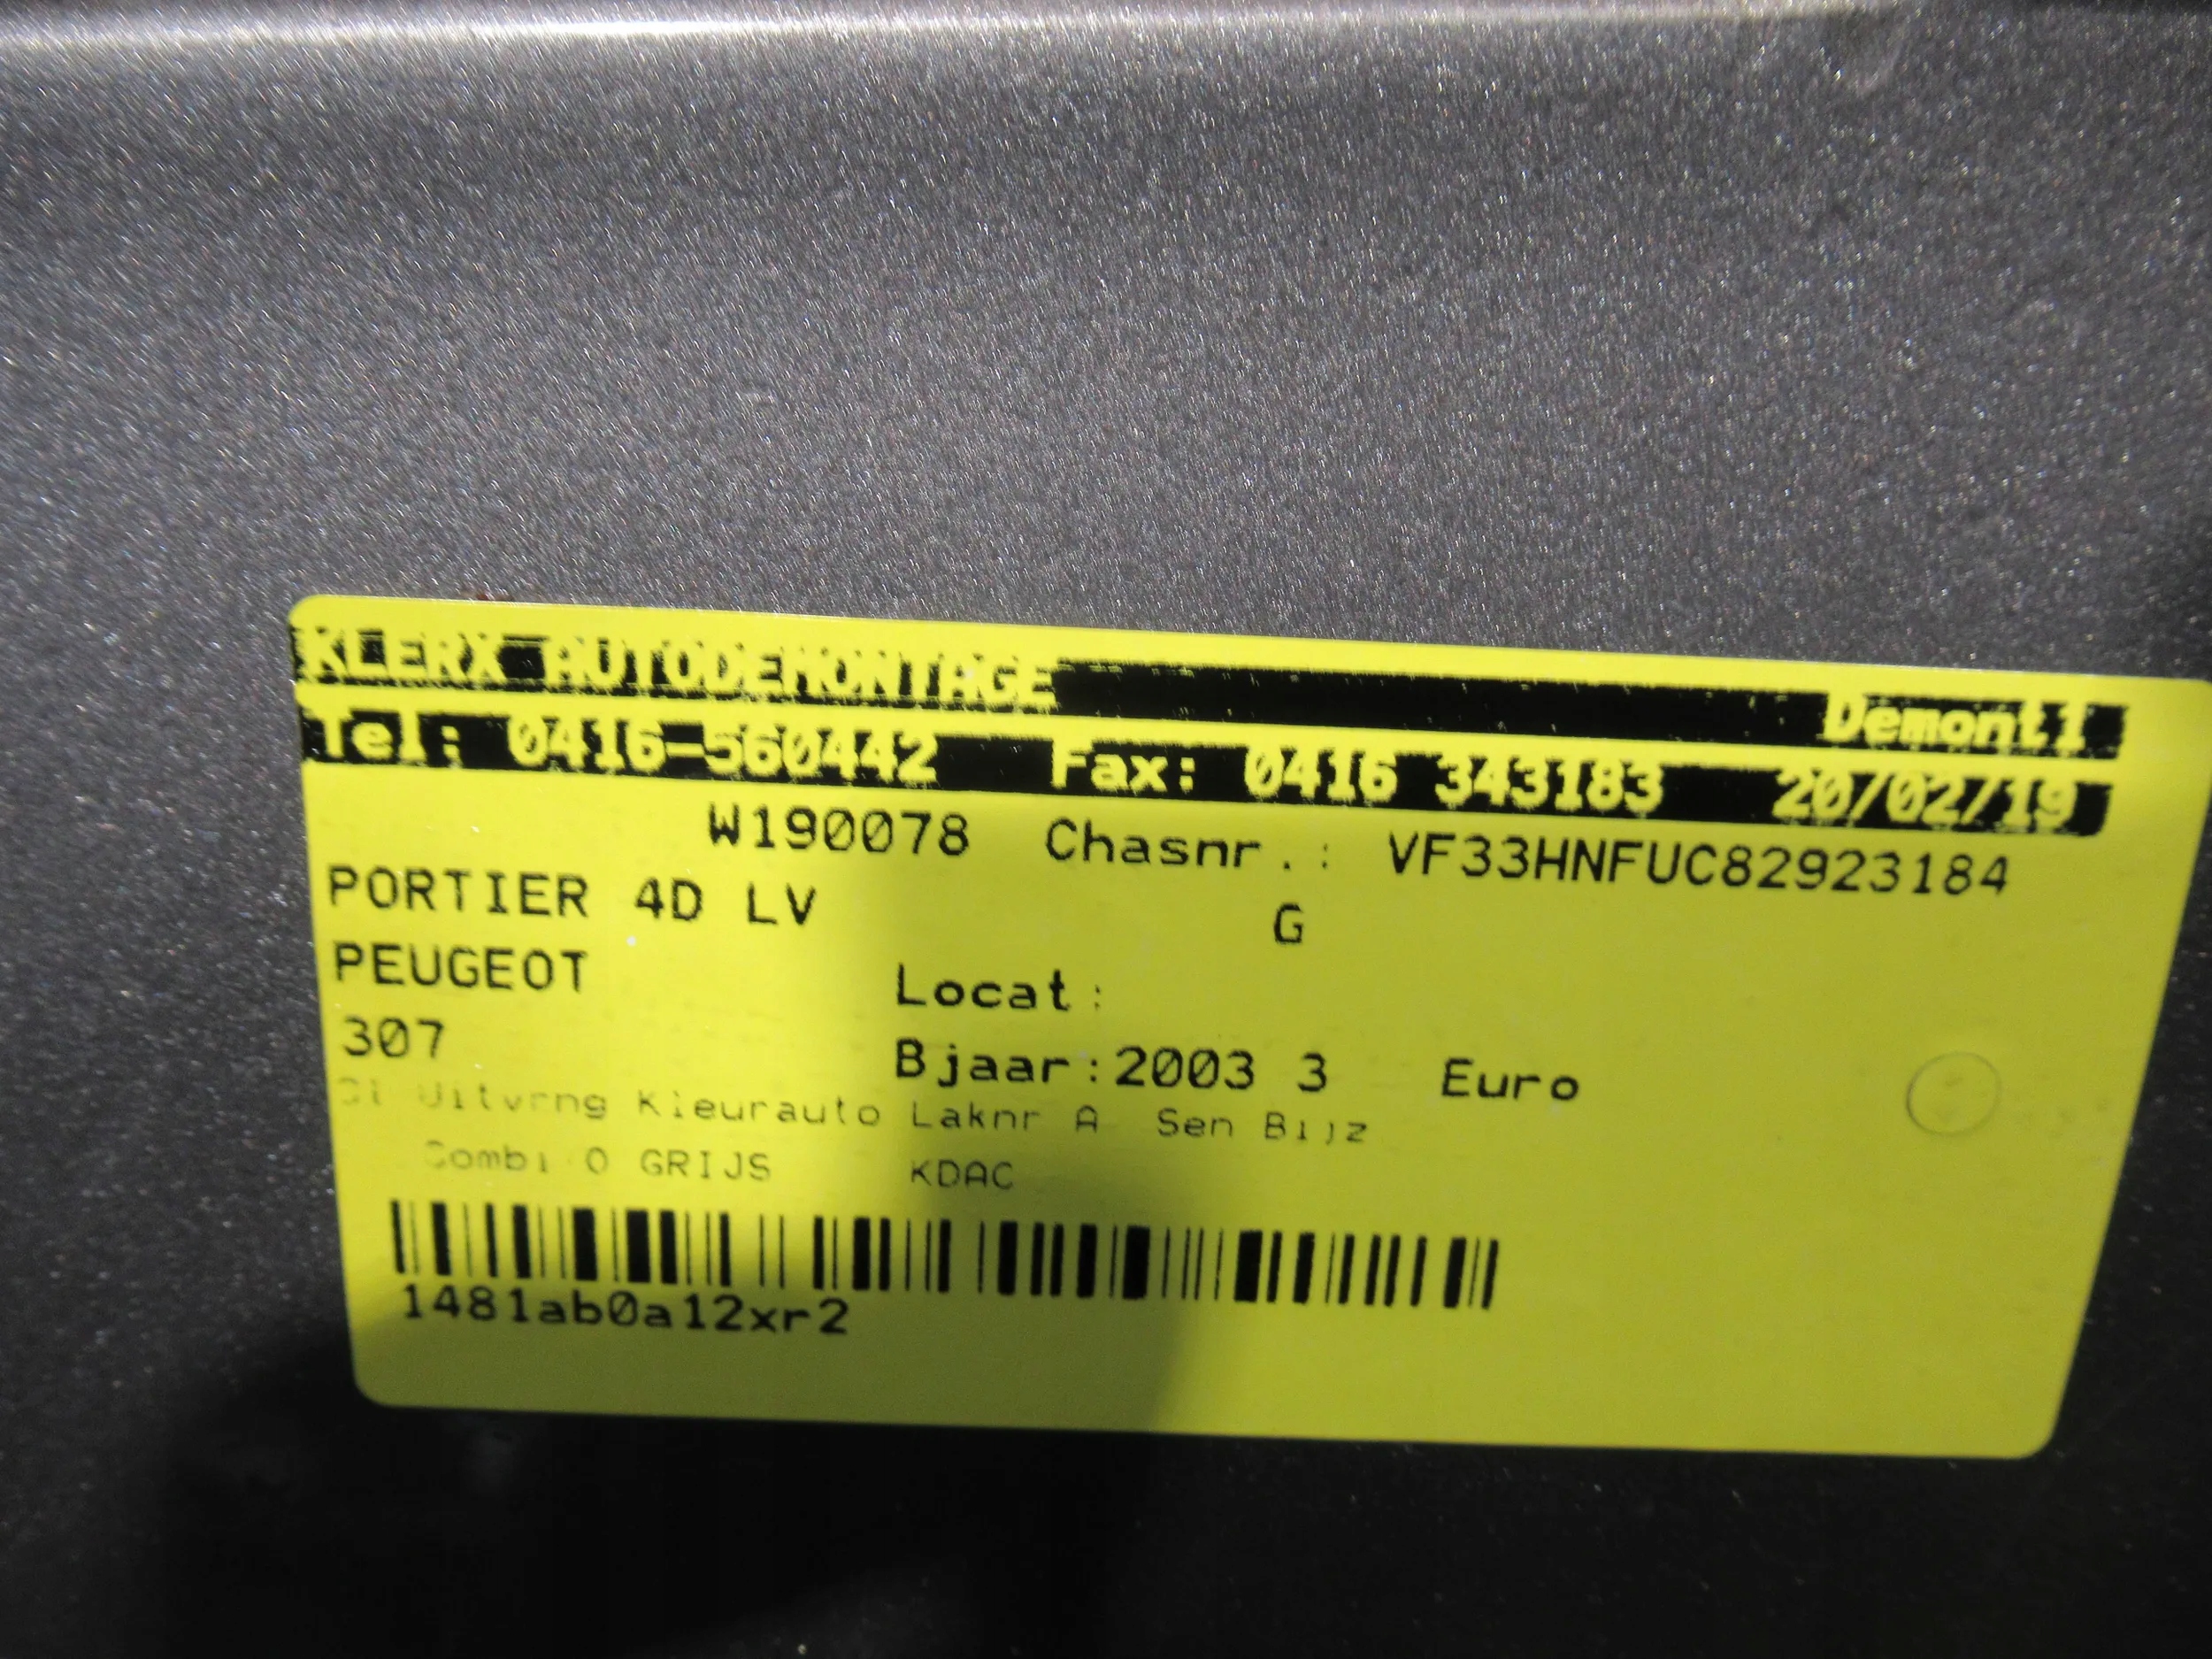 KLERX AUTODEMONTAGE Demont1
Tel: 0416-560442 Fax: 0416 343183 20/02/19
W190078 Chasnr.: VF33HNFUC82923184
PORTIER 4D LV G
PEUGEOT Locat:
307 Bjaar:2003 3 Euro
Uitvrng Kleurauto Laknr A Sen Bijz
Combi 0 GRIJS KDAC
1481ab0a12xr2